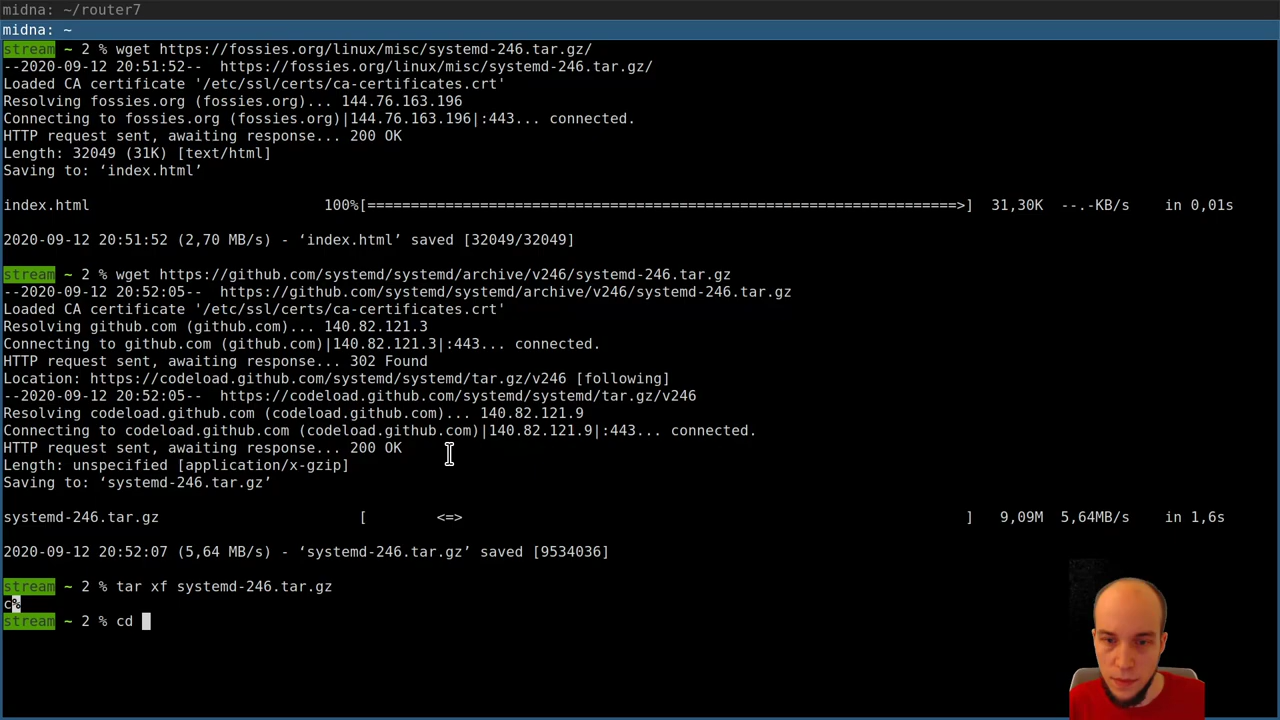 midna: ~/router7
midna: ~
stream ~ 2 % wget https://fossies.org/linux/misc/systemd-246.tar.gz/
--2020-09-12 20:51:52--  https://fossies.org/linux/misc/systemd-246.tar.gz/
Loaded CA certificate '/etc/ssl/certs/ca-certificates.crt'
Resolving fossies.org (fossies.org)... 144.76.163.196
Connecting to fossies.org (fossies.org)|144.76.163.196|:443... connected.
HTTP request sent, awaiting response... 200 OK
Length: 32049 (31K) [text/html]
Saving to: ‘index.html’
index.html                           100%[====================================================================>]  31,30K  --.-KB/s    in 0,01s
2020-09-12 20:51:52 (2,70 MB/s) - ‘index.html’ saved [32049/32049]
stream ~ 2 % wget https://github.com/systemd/systemd/archive/v246/systemd-246.tar.gz
--2020-09-12 20:52:05--  https://github.com/systemd/systemd/archive/v246/systemd-246.tar.gz
Loaded CA certificate '/etc/ssl/certs/ca-certificates.crt'
Resolving github.com (github.com)... 140.82.121.3
Connecting to github.com (github.com)|140.82.121.3|:443... connected.
HTTP request sent, awaiting response... 302 Found
Location: https://codeload.github.com/systemd/systemd/tar.gz/v246 [following]
--2020-09-12 20:52:05--  https://codeload.github.com/systemd/systemd/tar.gz/v246
Resolving codeload.github.com (codeload.github.com)... 140.82.121.9
Connecting to codeload.github.com (codeload.github.com)|140.82.121.9|:443... connected.
HTTP request sent, awaiting response... 200 OK
Length: unspecified [application/x-gzip]
Saving to: ‘systemd-246.tar.gz’
systemd-246.tar.gz                       [        <=>                                                          ]   9,09M  5,64MB/s    in 1,6s
2020-09-12 20:52:07 (5,64 MB/s) - ‘systemd-246.tar.gz’ saved [9534036]
stream ~ 2 % tar xf systemd-246.tar.gz
c%
stream ~ 2 % cd